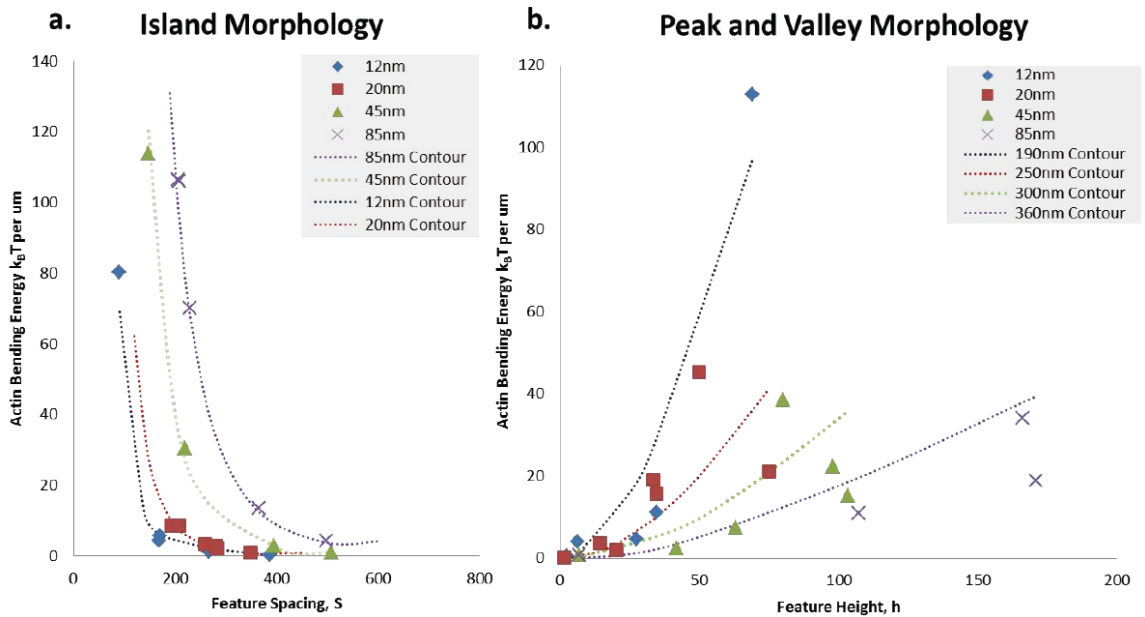 a.
Island Morphology
Actin Bending Energy kBT per um
140
120
100
80
60
40
20
0
0
200
400
600
800
Feature Spacing, S
12nm
20nm
45nm
85nm
85nm Contour
45nm Contour
12nm Contour
20nm Contour
b.
Peak and Valley Morphology
Actin Bending Energy kBT per um
120
100
80
60
40
20
0
0
50
100
150
200
Feature Height, h
12nm
20nm
45nm
85nm
190nm Contour
250nm Contour
300nm Contour
360nm Contour